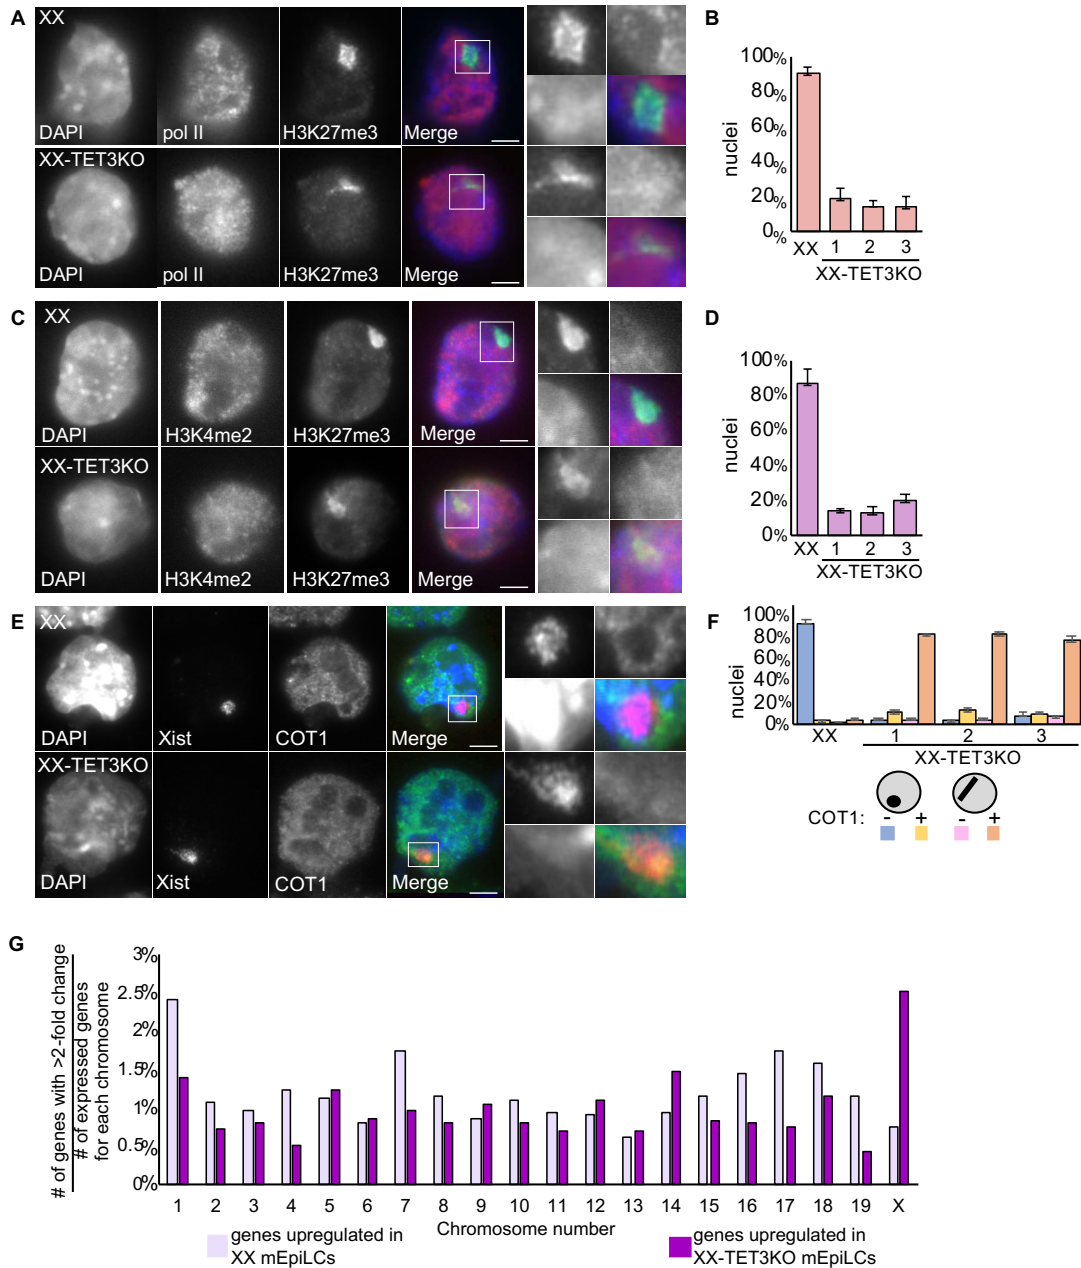 A
XX
DAPI
pol II
H3K27me3
Merge
XX-TET3KO
DAPI
pol II
H3K27me3
Merge
B
nuclei
100%
80%
60%
40%
20%
0%
XX
1
2
3
XX-TET3KO
C
XX
DAPI
H3K4me2
H3K27me3
Merge
XX-TET3KO
DAPI
H3K4me2
H3K27me3
Merge
D
nuclei
100%
80%
60%
40%
20%
0%
XX
1
2
3
XX-TET3KO
E
XX
DAPI
Xist
COT1
Merge
XX-TET3KO
DAPI
Xist
COT1
Merge
F
nuclei
100%
80%
60%
40%
20%
0%
XX
1
2
3
XX-TET3KO
COT1: - + - +
G
# of genes with >2-fold change
# of expressed genes
for each chromosome
3%
2.5%
2%
1.5%
1%
0.5%
0%
1 2 3 4 5 6 7 8 9 10 11 12 13 14 15 16 17 18 19 X
Chromosome number
genes upregulated in
XX mEpiLCs
genes upregulated in
XX-TET3KO mEpiLCs